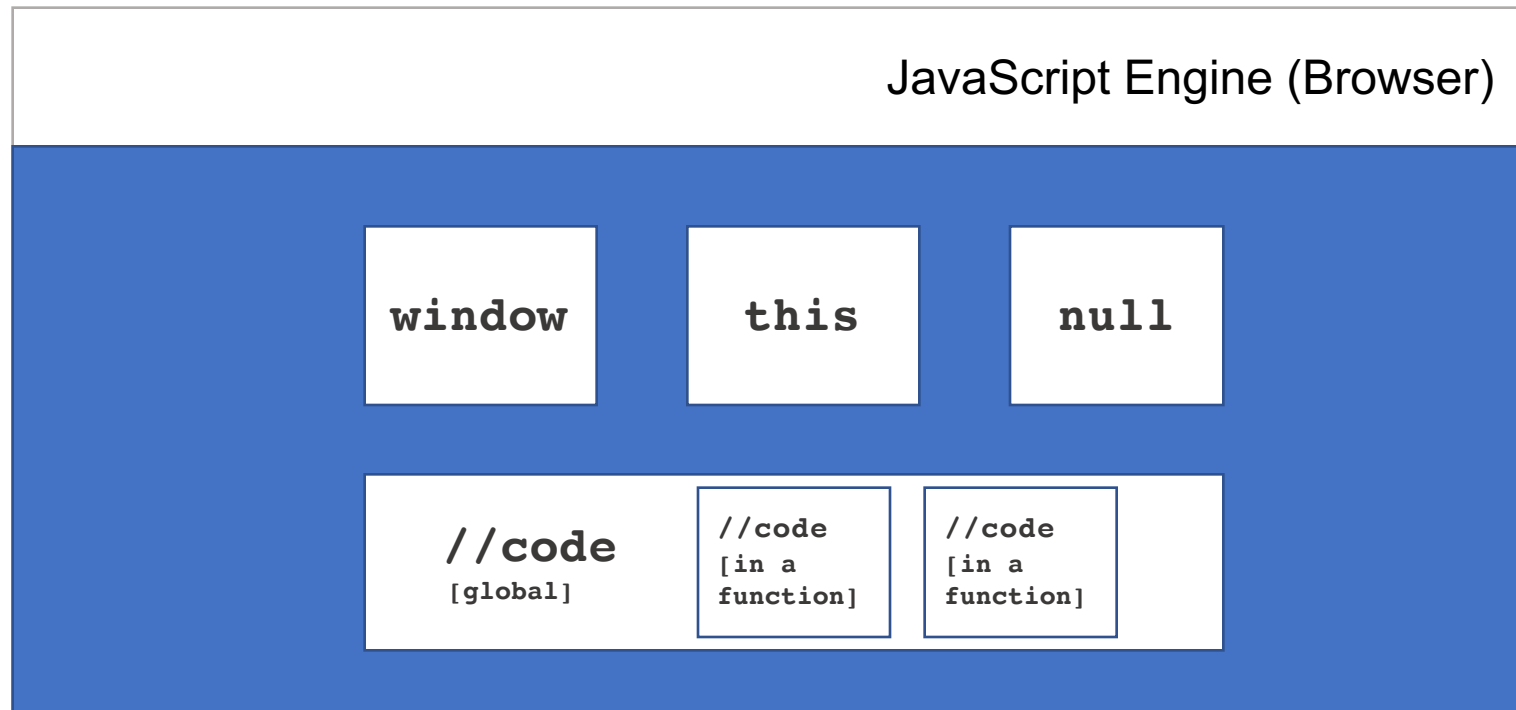 JavaScript Engine (Browser)
window
this
null
//code
[global]
//code
[in a
function]
//code
[in a
function]